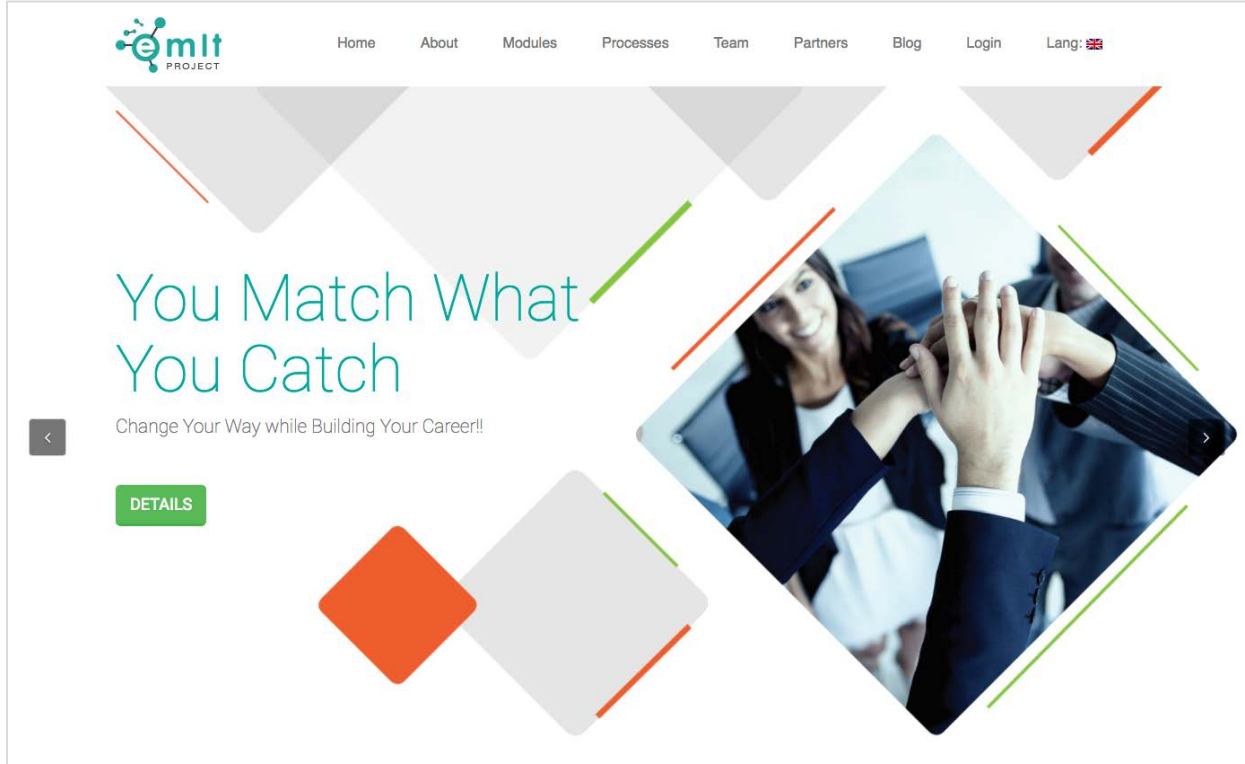 emIt
PROJECT
Home About Modules Processes Team Partners Blog Login Lang:
You Match What
You Catch
Change Your Way while Building Your Career!!
DETAILS